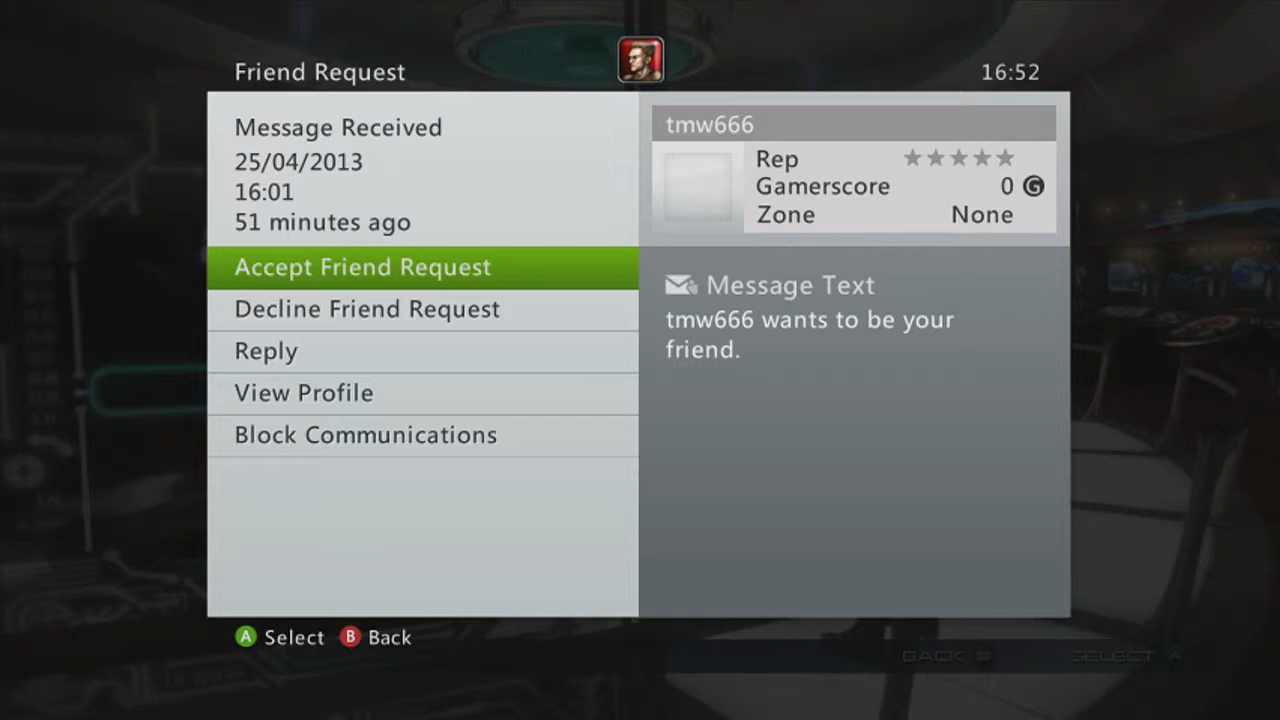 Friend Request
16:52
Message Received
25/04/2013
16:01
51 minutes ago
Accept Friend Request
Decline Friend Request
Reply
View Profile
Block Communications
tmw666
Rep
Gamerscore 0 G
Zone None
Message Text
tmw666 wants to be your
friend.
A Select B Back
BACK B SELECT A